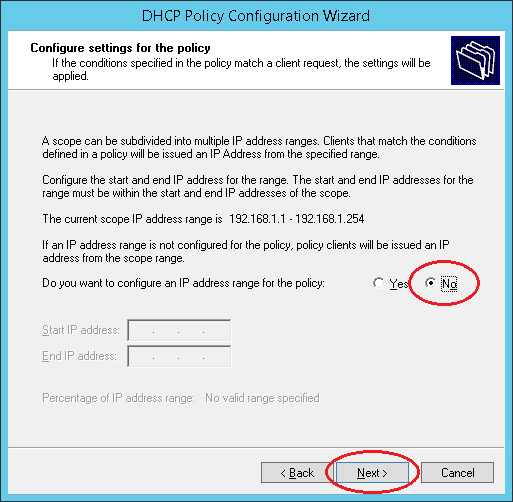 DHCP Policy Configuration Wizard
Configure settings for the policy
If the conditions specified in the policy match a client request, the settings will be
applied.
A scope can be subdivided into multiple IP address ranges. Clients that match the conditions
defined in a policy will be issued an IP Address from the specified range.
Configure the start and end IP address for the range. The start and end IP addresses for the
range must be within the start and end IP addresses of the scope.
The current scope IP address range is 192.168.1.1 - 192.168.1.254
If an IP address range is not configured for the policy, policy clients will be issued an IP
address from the scope range.
Do you want to configure an IP address range for the policy: Yes No
Start IP address: . . .
End IP address: . . .
Percentage of IP address range: No valid range specified
< Back Next > Cancel